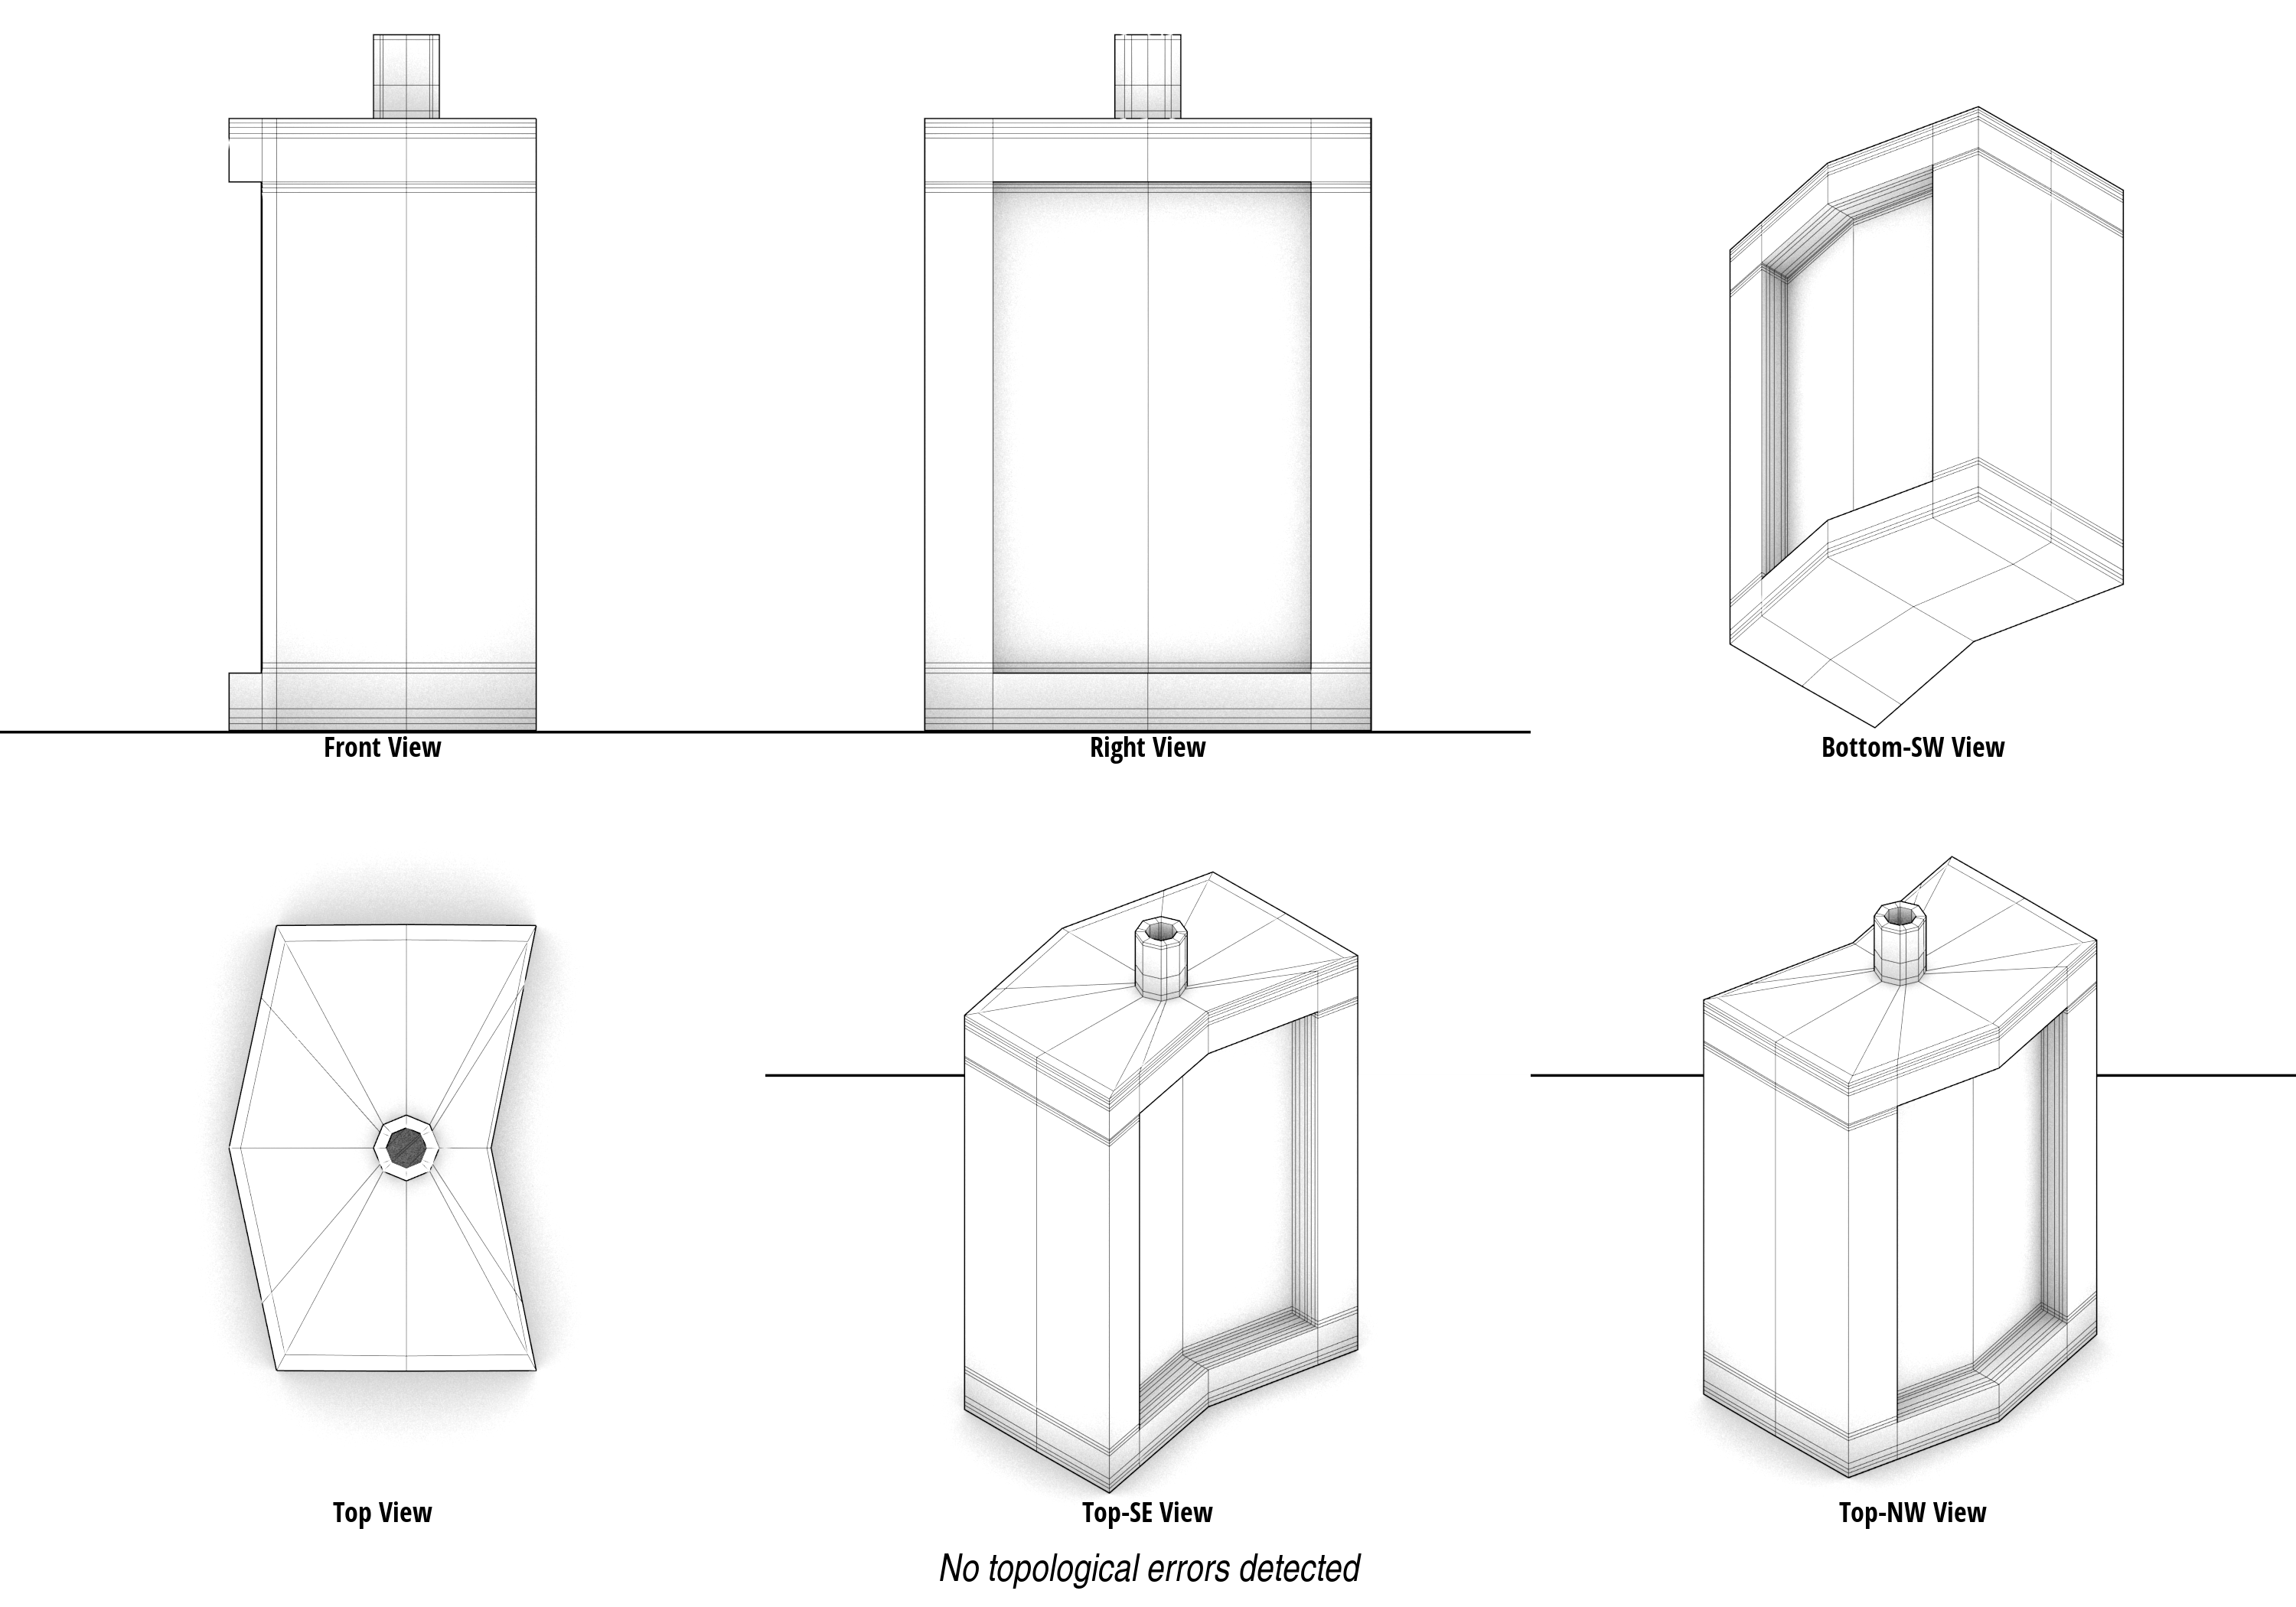 Front View
Right View
Bottom-SW View
Top View
Top-SE View
Top-NW View
No topological errors detected